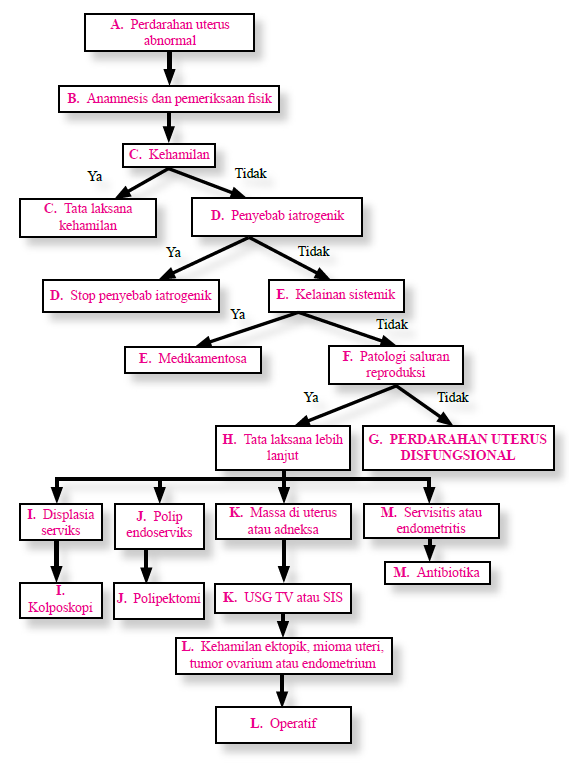 A. Perdarahan uterus
abnormal
B. Anamnesis dan pemeriksaan fisik
C. Kehamilan
Ya
Tidak
C. Tata laksana
kehamilan
D. Penyebab iatrogenik
Ya
Tidak
D. Stop penyebab iatrogenik
E. Kelainan sistemik
Ya
Tidak
E. Medikamentosa
F. Patologi saluran
reproduksi
Ya
Tidak
H. Tata laksana lebih
lanjut
G. PERDARAHAN UTERUS
DISFUNGSIONAL
I. Displasia
serviks
J. Polip
endoserviks
K. Massa di uterus
atau adneksa
M. Servisitis atau
endometritis
I.
Kolposkopi
J. Polipektomi
K. USG TV atau SIS
M. Antibiotika
L. Kehamilan ektopik, mioma uteri,
tumor ovarium atau endometrium
L. Operatif